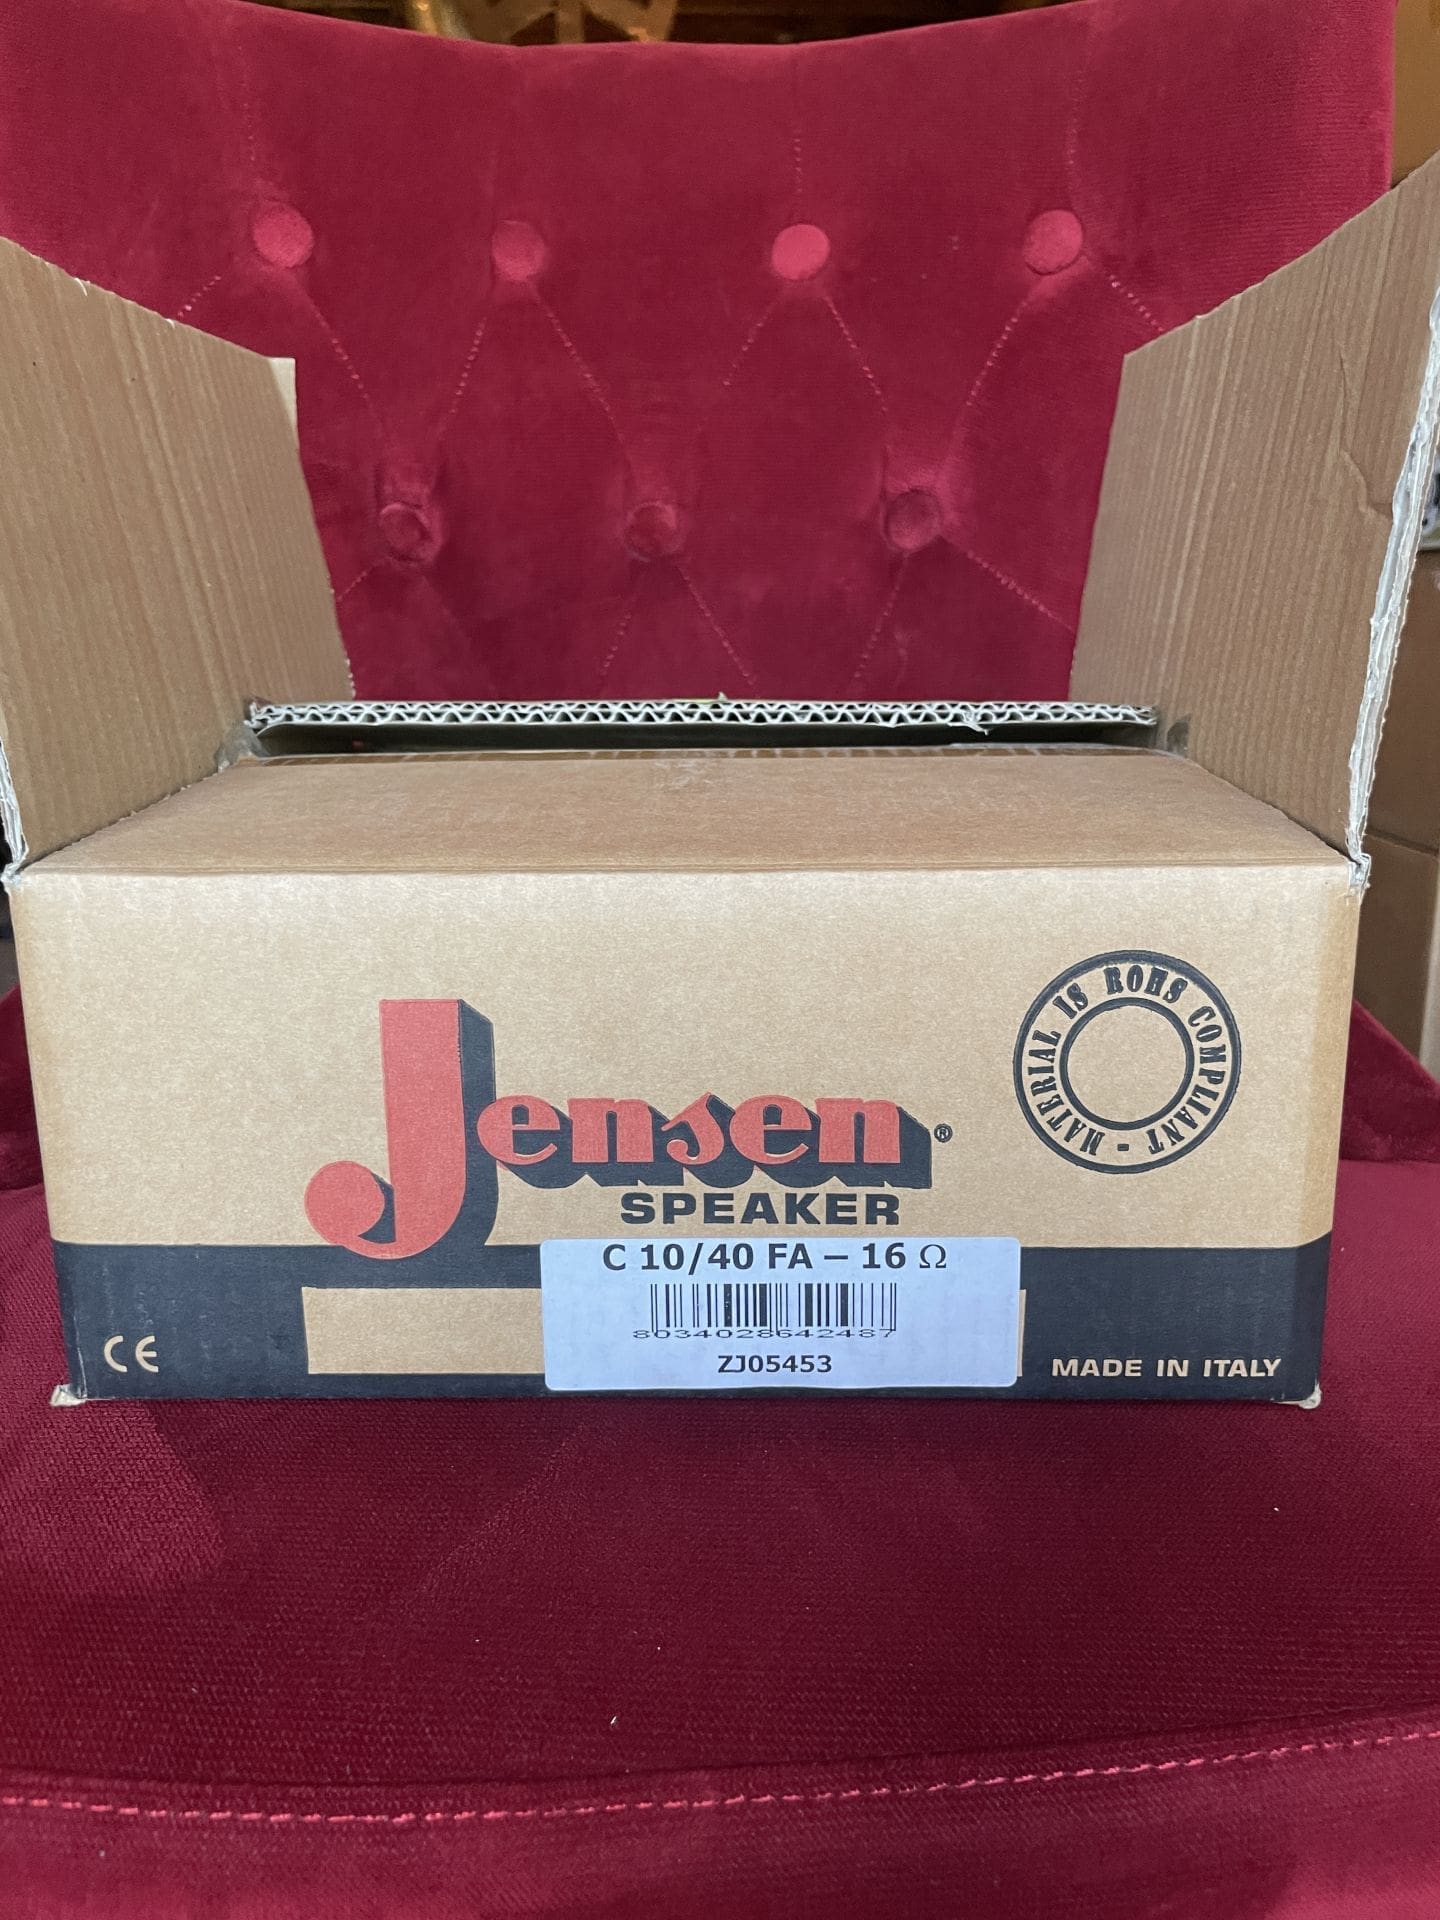 MATERIAL IS ROHS COMPLIANT -
Jensen®
SPEAKER
C 10/40 FA – 16 Ω
8034028642487
ZJ05453
CE
MADE IN ITALY